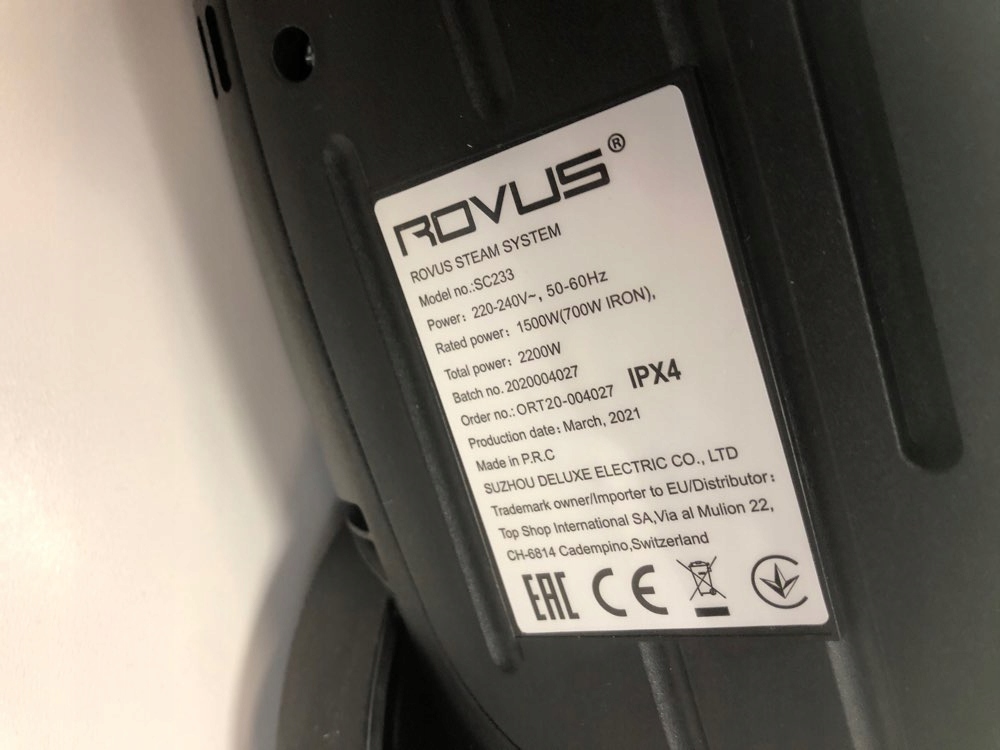 ROVUS®
ROVUS STEAM SYSTEM
Model no.:SC233
Power: 220-240V~, 50-60Hz
Rated power: 1500W(700W IRON),
Total power: 2200W
Batch no. 2020004027
Order no.: ORT20-004027 IPX4
Production date: March, 2021
Made in P.R.C
SUZHOU DELUXE ELECTRIC CO., LTD
Trademark owner/Importer to EU/Distributor:
Top Shop International SA,Via al Mulion 22,
CH-6814 Cadempino,Switzerland
EAC CE